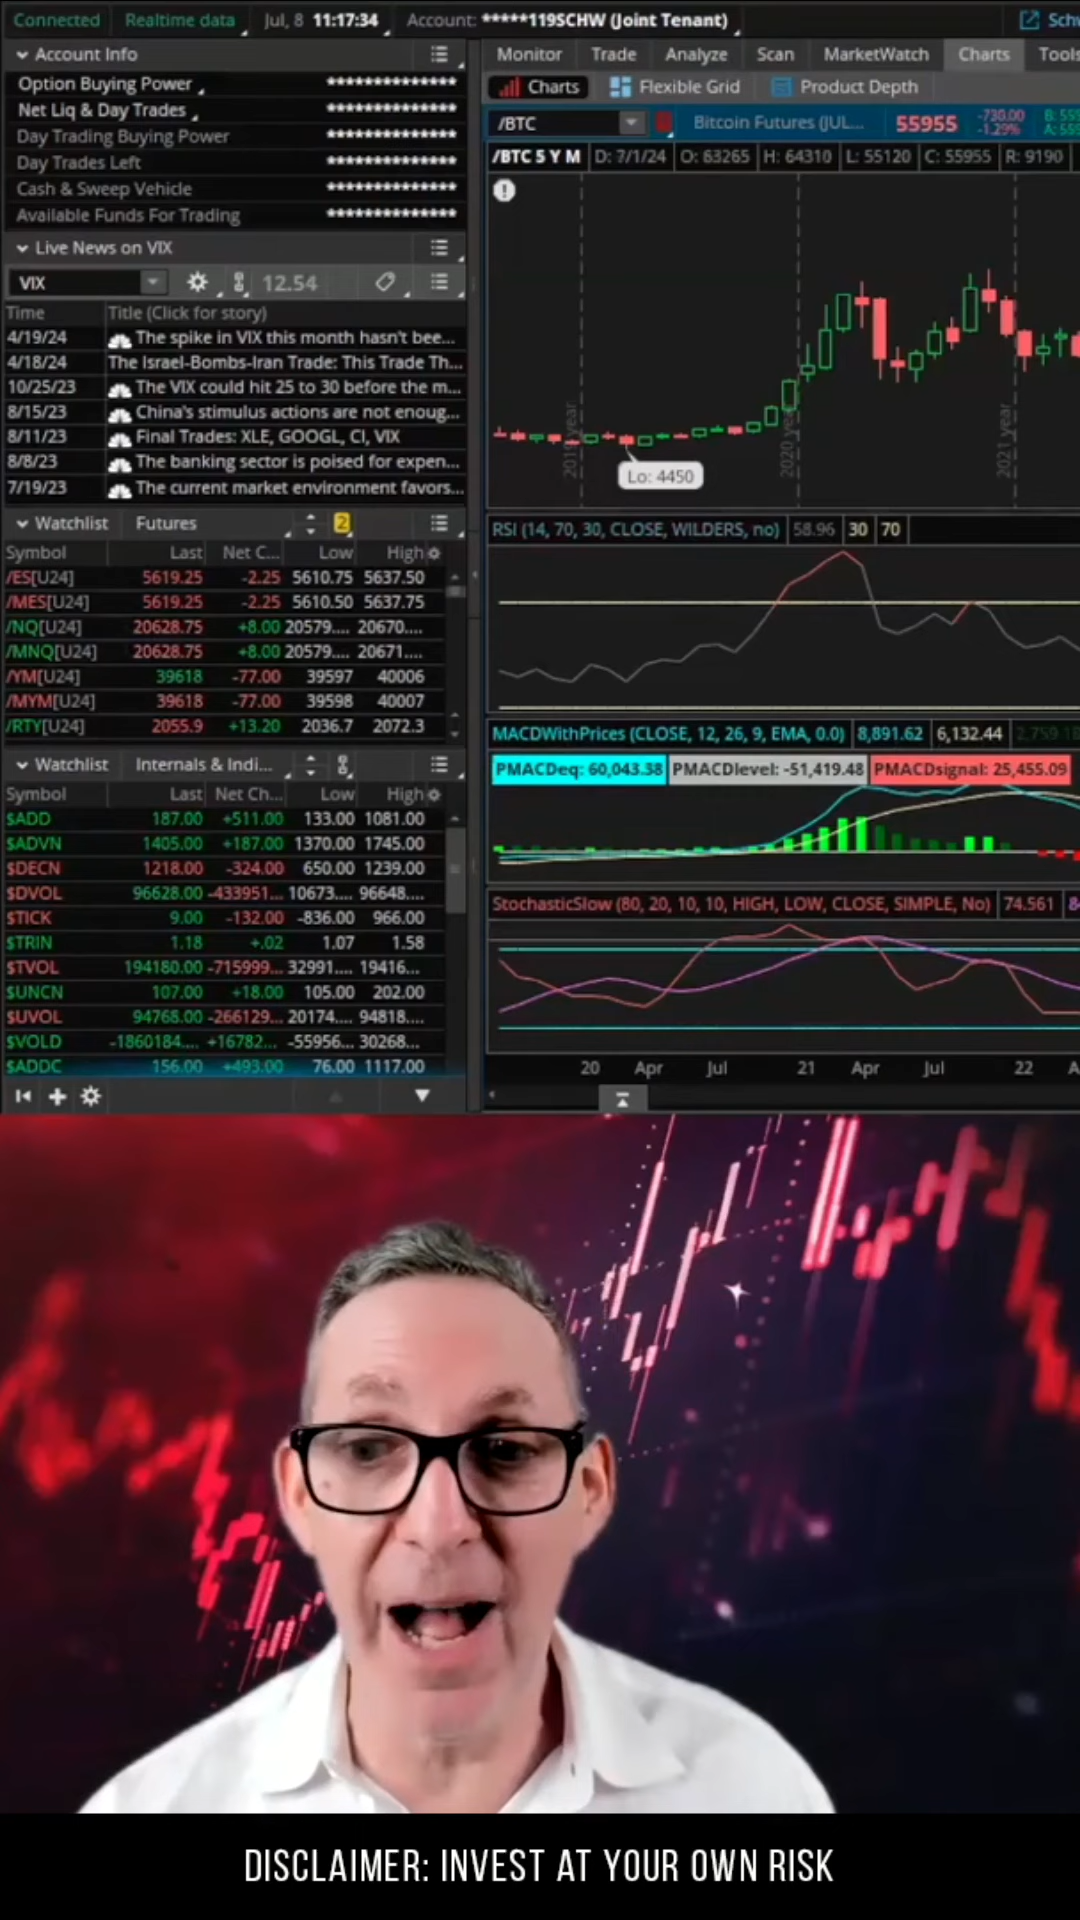 Connected Realtime data Jul, 8 11:17:34 Account: *****119SCHW (Joint Tenant)
Account Info
Option Buying Power **************
Net Liq & Day Trades **************
Day Trading Buying Power **************
Day Trades Left **************
Cash & Sweep Vehicle **************
Available Funds For Trading **************
Live News on VIX
VIX 12.54
Time Title (Click for story)
4/19/24 The spike in VIX this month hasn't bee...
4/18/24 The Israel-Bombs-Iran Trade: This Trade Th...
10/25/23 The VIX could hit 25 to 30 before the m...
8/15/23 China's stimulus actions are not enoug...
8/11/23 Final Trades: XLE, GOOGL, CI, VIX
8/8/23 The banking sector is poised for expen...
7/19/23 The current market environment favors...
Watchlist Futures 2
Symbol Last Net C... Low High
/ES[U24] 5619.25 -2.25 5610.75 5637.50
/MES[U24] 5619.25 -2.25 5610.50 5637.75
/NQ[U24] 20628.75 +8.00 20579.... 20670....
/MNQ[U24] 20628.75 +8.00 20579.... 20671....
/YM[U24] 39618 -77.00 39597 40006
/MYM[U24] 39618 -77.00 39598 40007
/RTY[U24] 2055.9 +13.20 2036.7 2072.3
Watchlist Internals & Indi...
Symbol Last Net Ch... Low High
$ADD 187.00 +511.00 133.00 1081.00
$ADVN 1405.00 +187.00 1370.00 1745.00
$DECN 1218.00 -324.00 650.00 1239.00
$DVOL 96628.00 -433951... 10673.... 96648....
$TICK 9.00 -132.00 -836.00 966.00
$TRIN 1.18 +.02 1.07 1.58
$TVOL 194180.00 -715999... 32991.... 19416...
$UNCN 107.00 +18.00 105.00 202.00
$UVOL 94768.00 -266129... 20174.... 94818....
$VOLD -1860184.... +16782... -55956... 30268...
$ADDC 156.00 +493.00 76.00 1117.00
Monitor Trade Analyze Scan MarketWatch Charts Tools
Charts Flexible Grid Product Depth
/BTC Bitcoin Futures (JUL... 55955 -730.00
-1.29%
/BTC 5 Y M D: 7/1/24 O: 63265 H: 64310 L: 55120 C: 55955 R: 9190
2019 year 2020 year 2021 year
Lo: 4450
RSI (14, 70, 30, CLOSE, WILDERS, no) 58.96 30 70
MACDWithPrices (CLOSE, 12, 26, 9, EMA, 0.0) 8,891.62 6,132.44
PMACDeq: 60,043.38 PMACDlevel: -51,419.48 PMACDsignal: 25,455.09
StochasticSlow (80, 20, 10, 10, HIGH, LOW, CLOSE, SIMPLE, No) 74.561
20 Apr Jul 21 Apr Jul 22
DISCLAIMER: INVEST AT YOUR OWN RISK